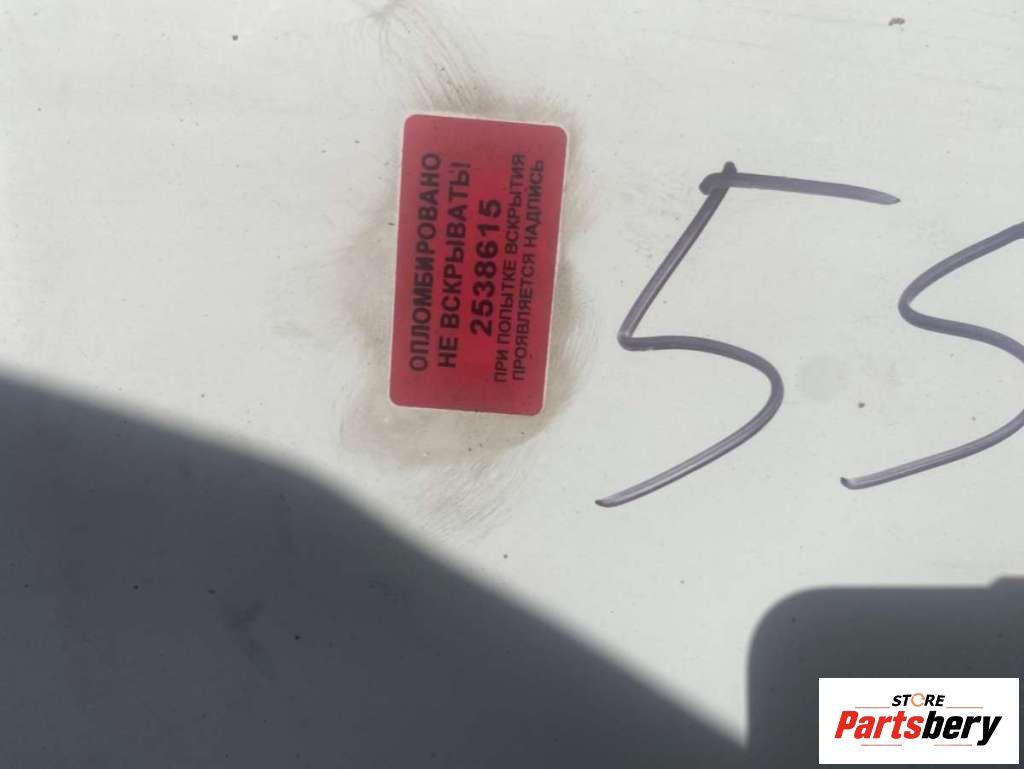 ОПЛОМБИРОВАНО
НЕ ВСКРЫВАТЬ!
2538615
ПРИ ПОПЫТКЕ ВСКРЫТИЯ
ПРОЯВЛЯЕТСЯ НАДПИСЬ
55
STORE
Partsbery